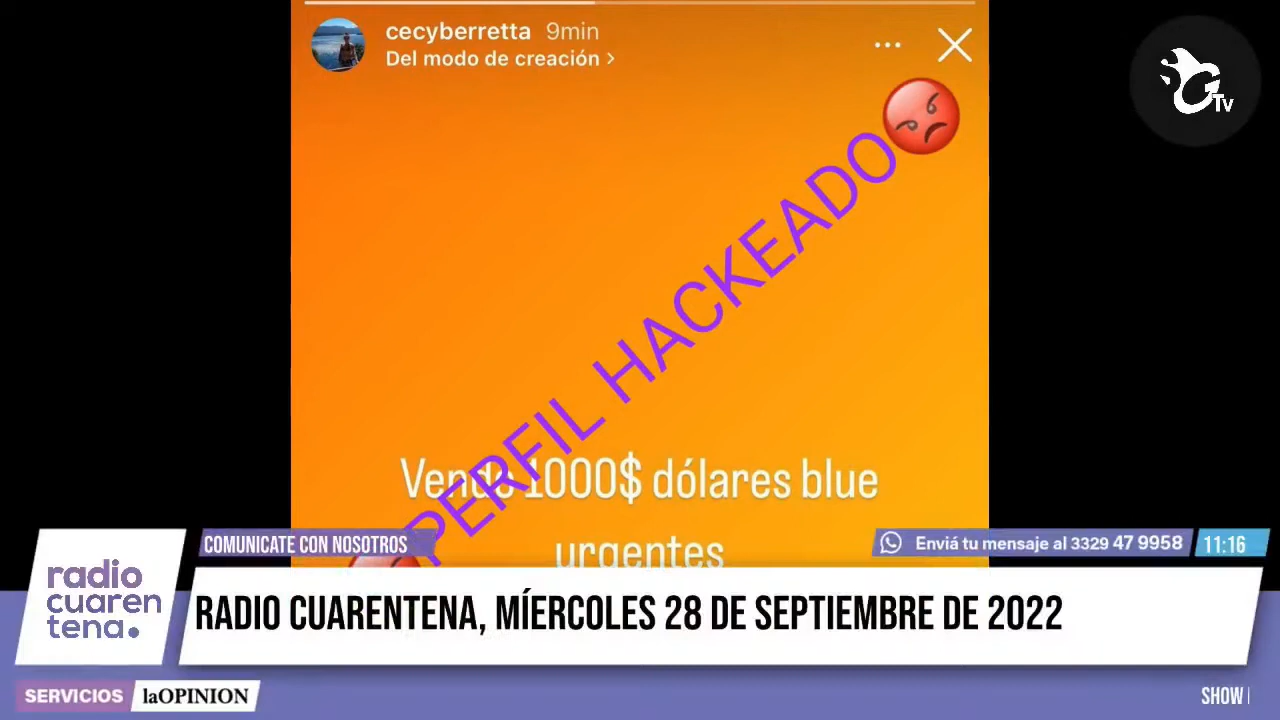 cecyberretta 9min
Del modo de creación >
G Tv
PERFIL HACKEADO
Vendo 1000$ dólares blue
urgentes
COMUNICATE CON NOSOTROS
Enviá tu mensaje al 3329 47 9958
11:16
radio
cuaren
tena.
RADIO CUARENTENA, MÍERCOLES 28 DE SEPTIEMBRE DE 2022
SERVICIOS
laOPINION
SHOW